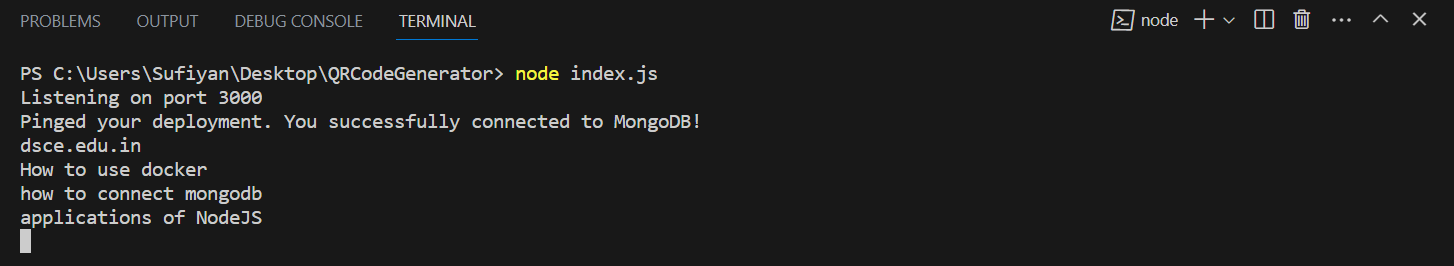 PROBLEMS OUTPUT DEBUG CONSOLE TERMINAL node
PS C:\Users\Sufiyan\Desktop\QRCodeGenerator> node index.js
Listening on port 3000
Pinged your deployment. You successfully connected to MongoDB!
dsce.edu.in
How to use docker
how to connect mongodb
applications of NodeJS